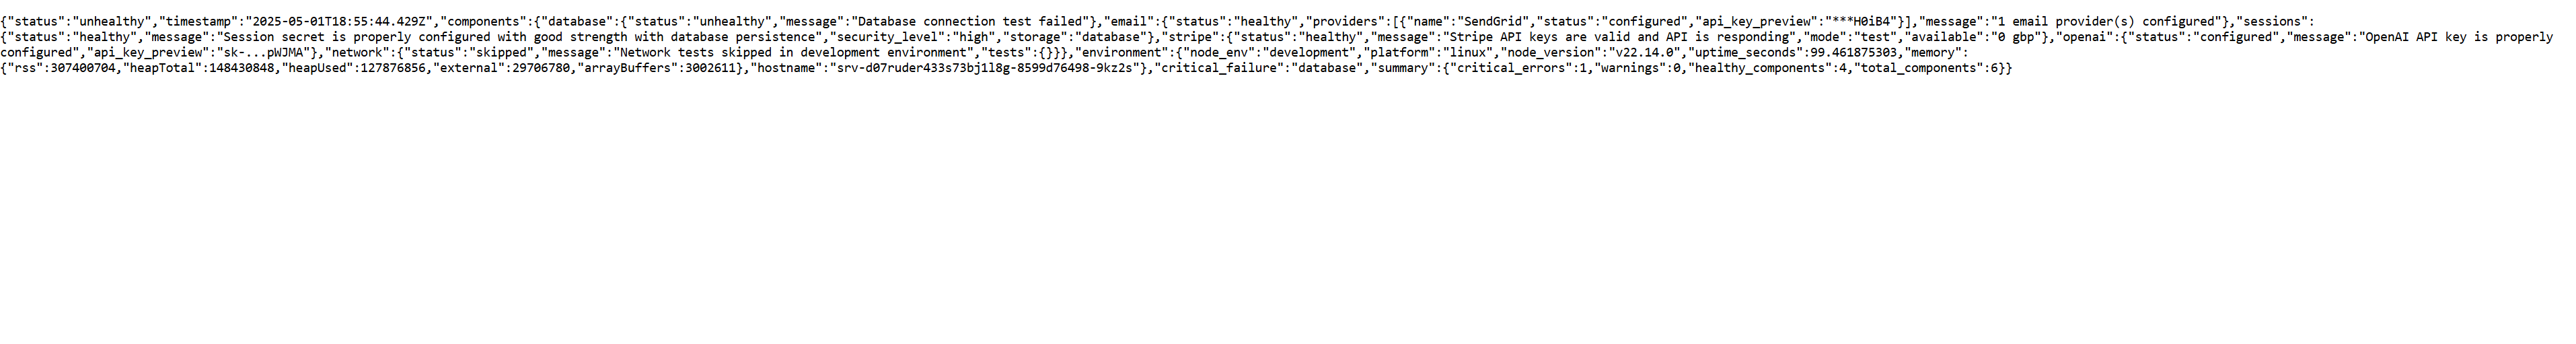 {"status":"unhealthy","timestamp":"2025-05-01T18:55:44.429Z","components":{"database":{"status":"unhealthy","message":"Database connection test failed"},"email":{"status":"healthy","providers":[{"name":"SendGrid","status":"configured","api_key_preview":"***H0iB4"}],"message":"1 email provider(s) configured"},"sessions":
{"status":"healthy","message":"Session secret is properly configured with good strength with database persistence","security_level":"high","storage":"database"},"stripe":{"status":"healthy","message":"Stripe API keys are valid and API is responding","mode":"test","available":"0 gbp"},"openai":{"status":"configured","message":"OpenAI API key is properly
configured","api_key_preview":"sk-...pWJMA"},"network":{"status":"skipped","message":"Network tests skipped in development environment","tests":{}}},"environment":{"node_env":"development","platform":"linux","node_version":"v22.14.0","uptime_seconds":99.461875303,"memory":
{"rss":307400704,"heapTotal":148430848,"heapUsed":127876856,"external":29706780,"arrayBuffers":3002611},"hostname":"srv-d07ruder433s73bj1l8g-8599d76498-9kz2s"},"critical_failure":"database","summary":{"critical_errors":1,"warnings":0,"healthy_components":4,"total_components":6}}